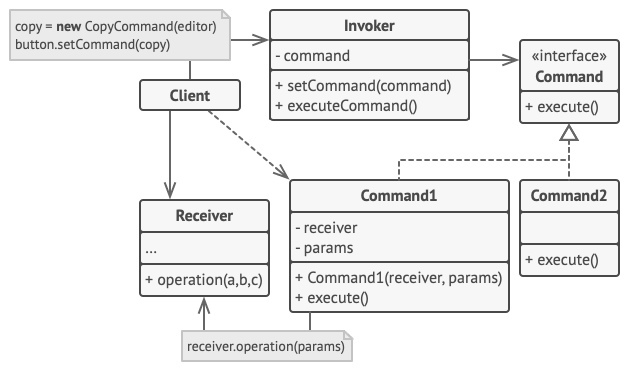 copy = new CopyCommand(editor)
button.setCommand(copy)
Invoker
- command
+ setCommand(command)
+ executeCommand()
«interface»
Command
+ execute()
Client
Receiver
...
+ operation(a,b,c)
Command1
- receiver
- params
+ Command1(receiver, params)
+ execute()
Command2
+ execute()
receiver.operation(params)